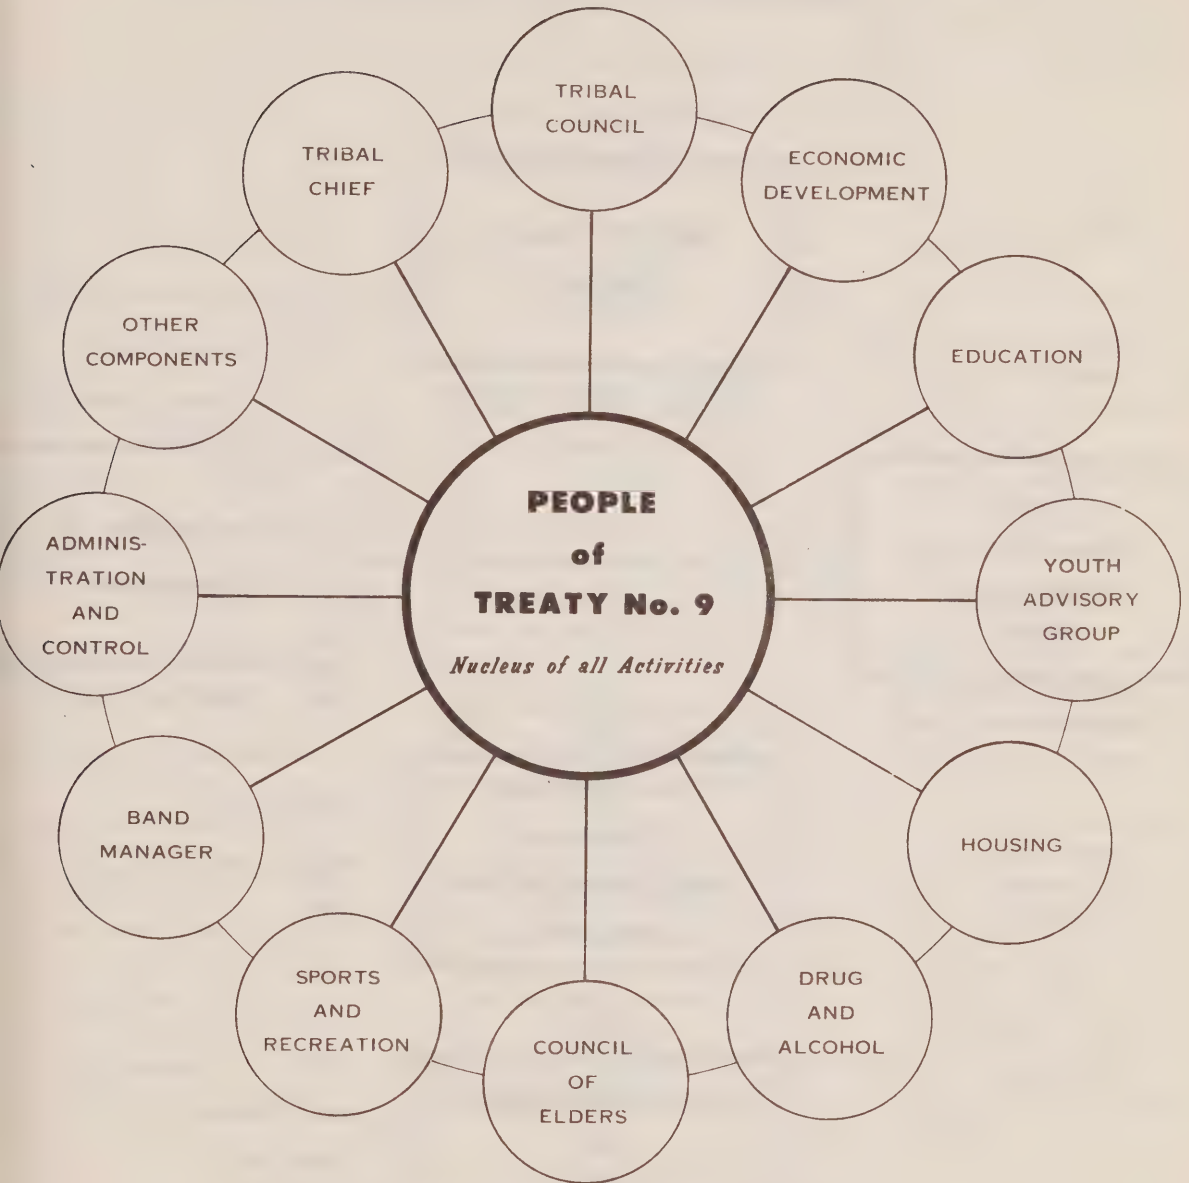 TRIBAL
COUNCIL
ECONOMIC
DEVELOPMENT
EDUCATION
YOUTH
ADVISORY
GROUP
HOUSING
DRUG
AND
ALCOHOL
COUNCIL
OF
ELDERS
SPORTS
AND
RECREATION
BAND
MANAGER
ADMINIS-
TRATION
AND
CONTROL
OTHER
COMPONENTS
TRIBAL
CHIEF
PEOPLE
of
TREATY No. 9
Nucleus of all Activities